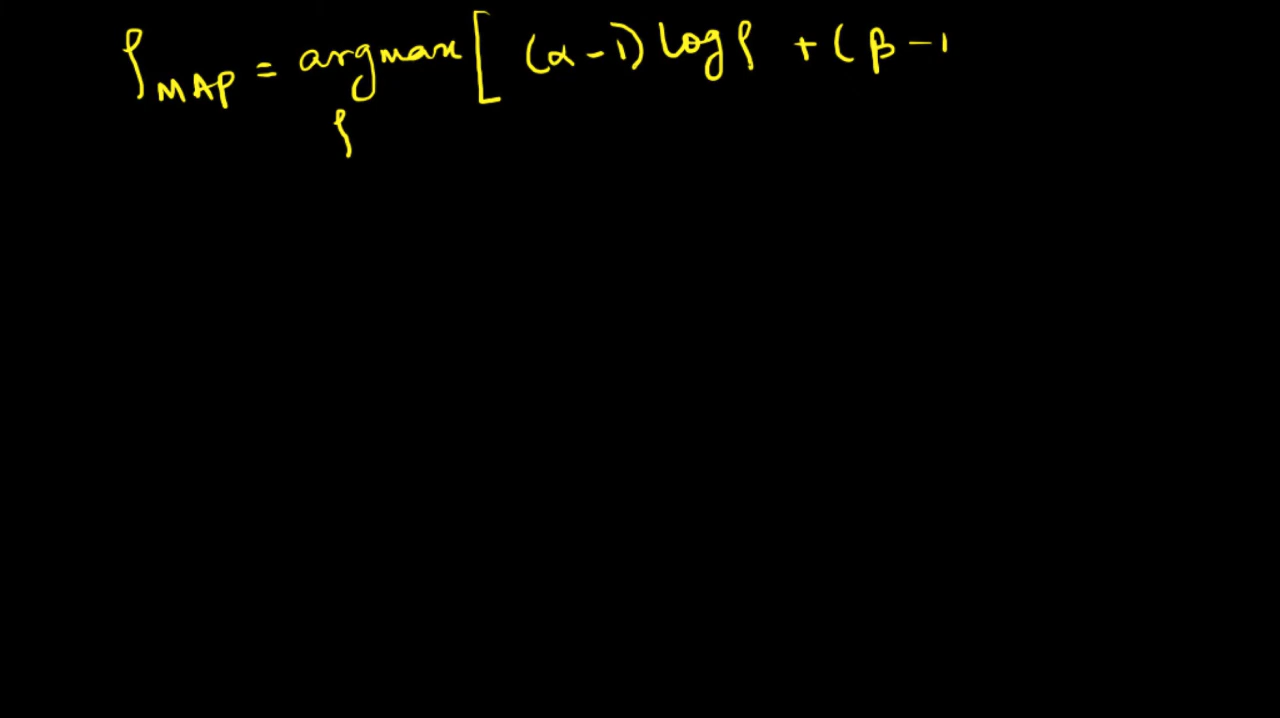 ρ_MAP = argmax [ (α-1) log ρ + ( β - 1
ρ